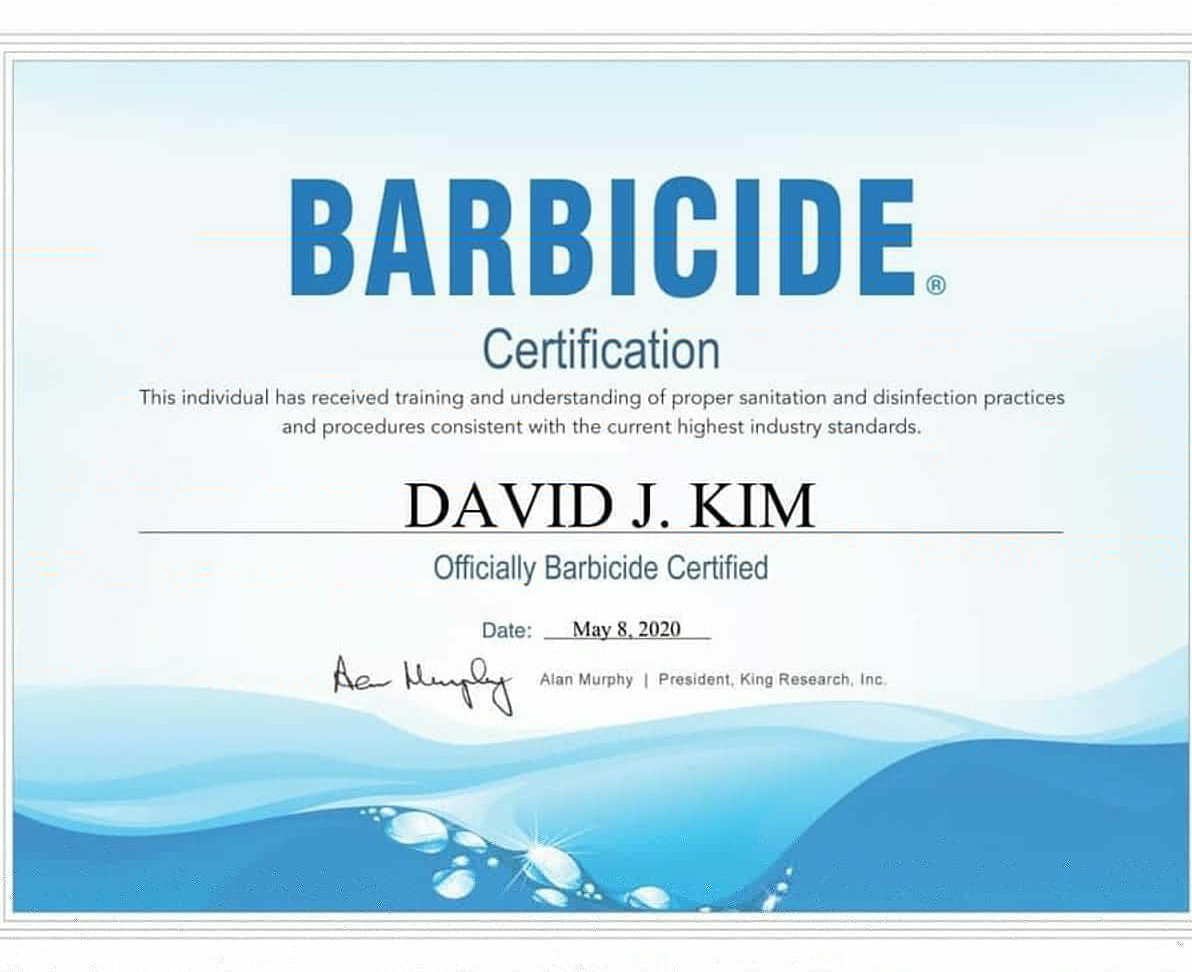 BARBICIDE®
Certification
This individual has received training and understanding of proper sanitation and disinfection practices
and procedures consistent with the current highest industry standards.
DAVID J. KIM
Officially Barbicide Certified
Date: May 8, 2020
Alan Murphy Alan Murphy | President, King Research, Inc.